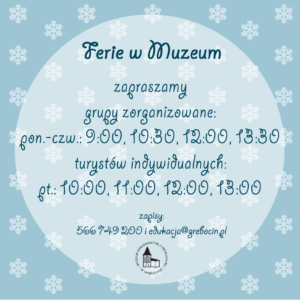 Ferie w Muzeum
zapraszamy
grupy zorganizowane:
pon.-czw.: 9:00, 10:30, 12:00, 13:30
turystów indywidualnych:
pt.: 10:00, 11:00, 12:00, 13:00
zapisy:
566 749 200 i edukacja@grebocin.pl